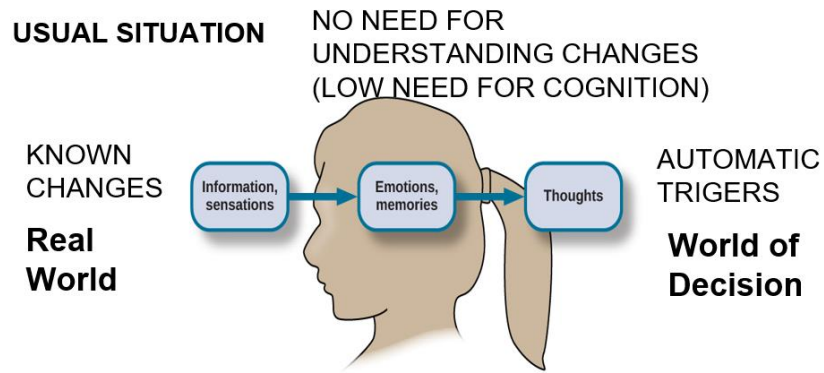 USUAL SITUATION
NO NEED FOR
UNDERSTANDING CHANGES
(LOW NEED FOR COGNITION)
KNOWN
CHANGES
Information,
sensations
Emotions,
memories
Thoughts
AUTOMATIC
TRIGERS
Real
World
World of
Decision